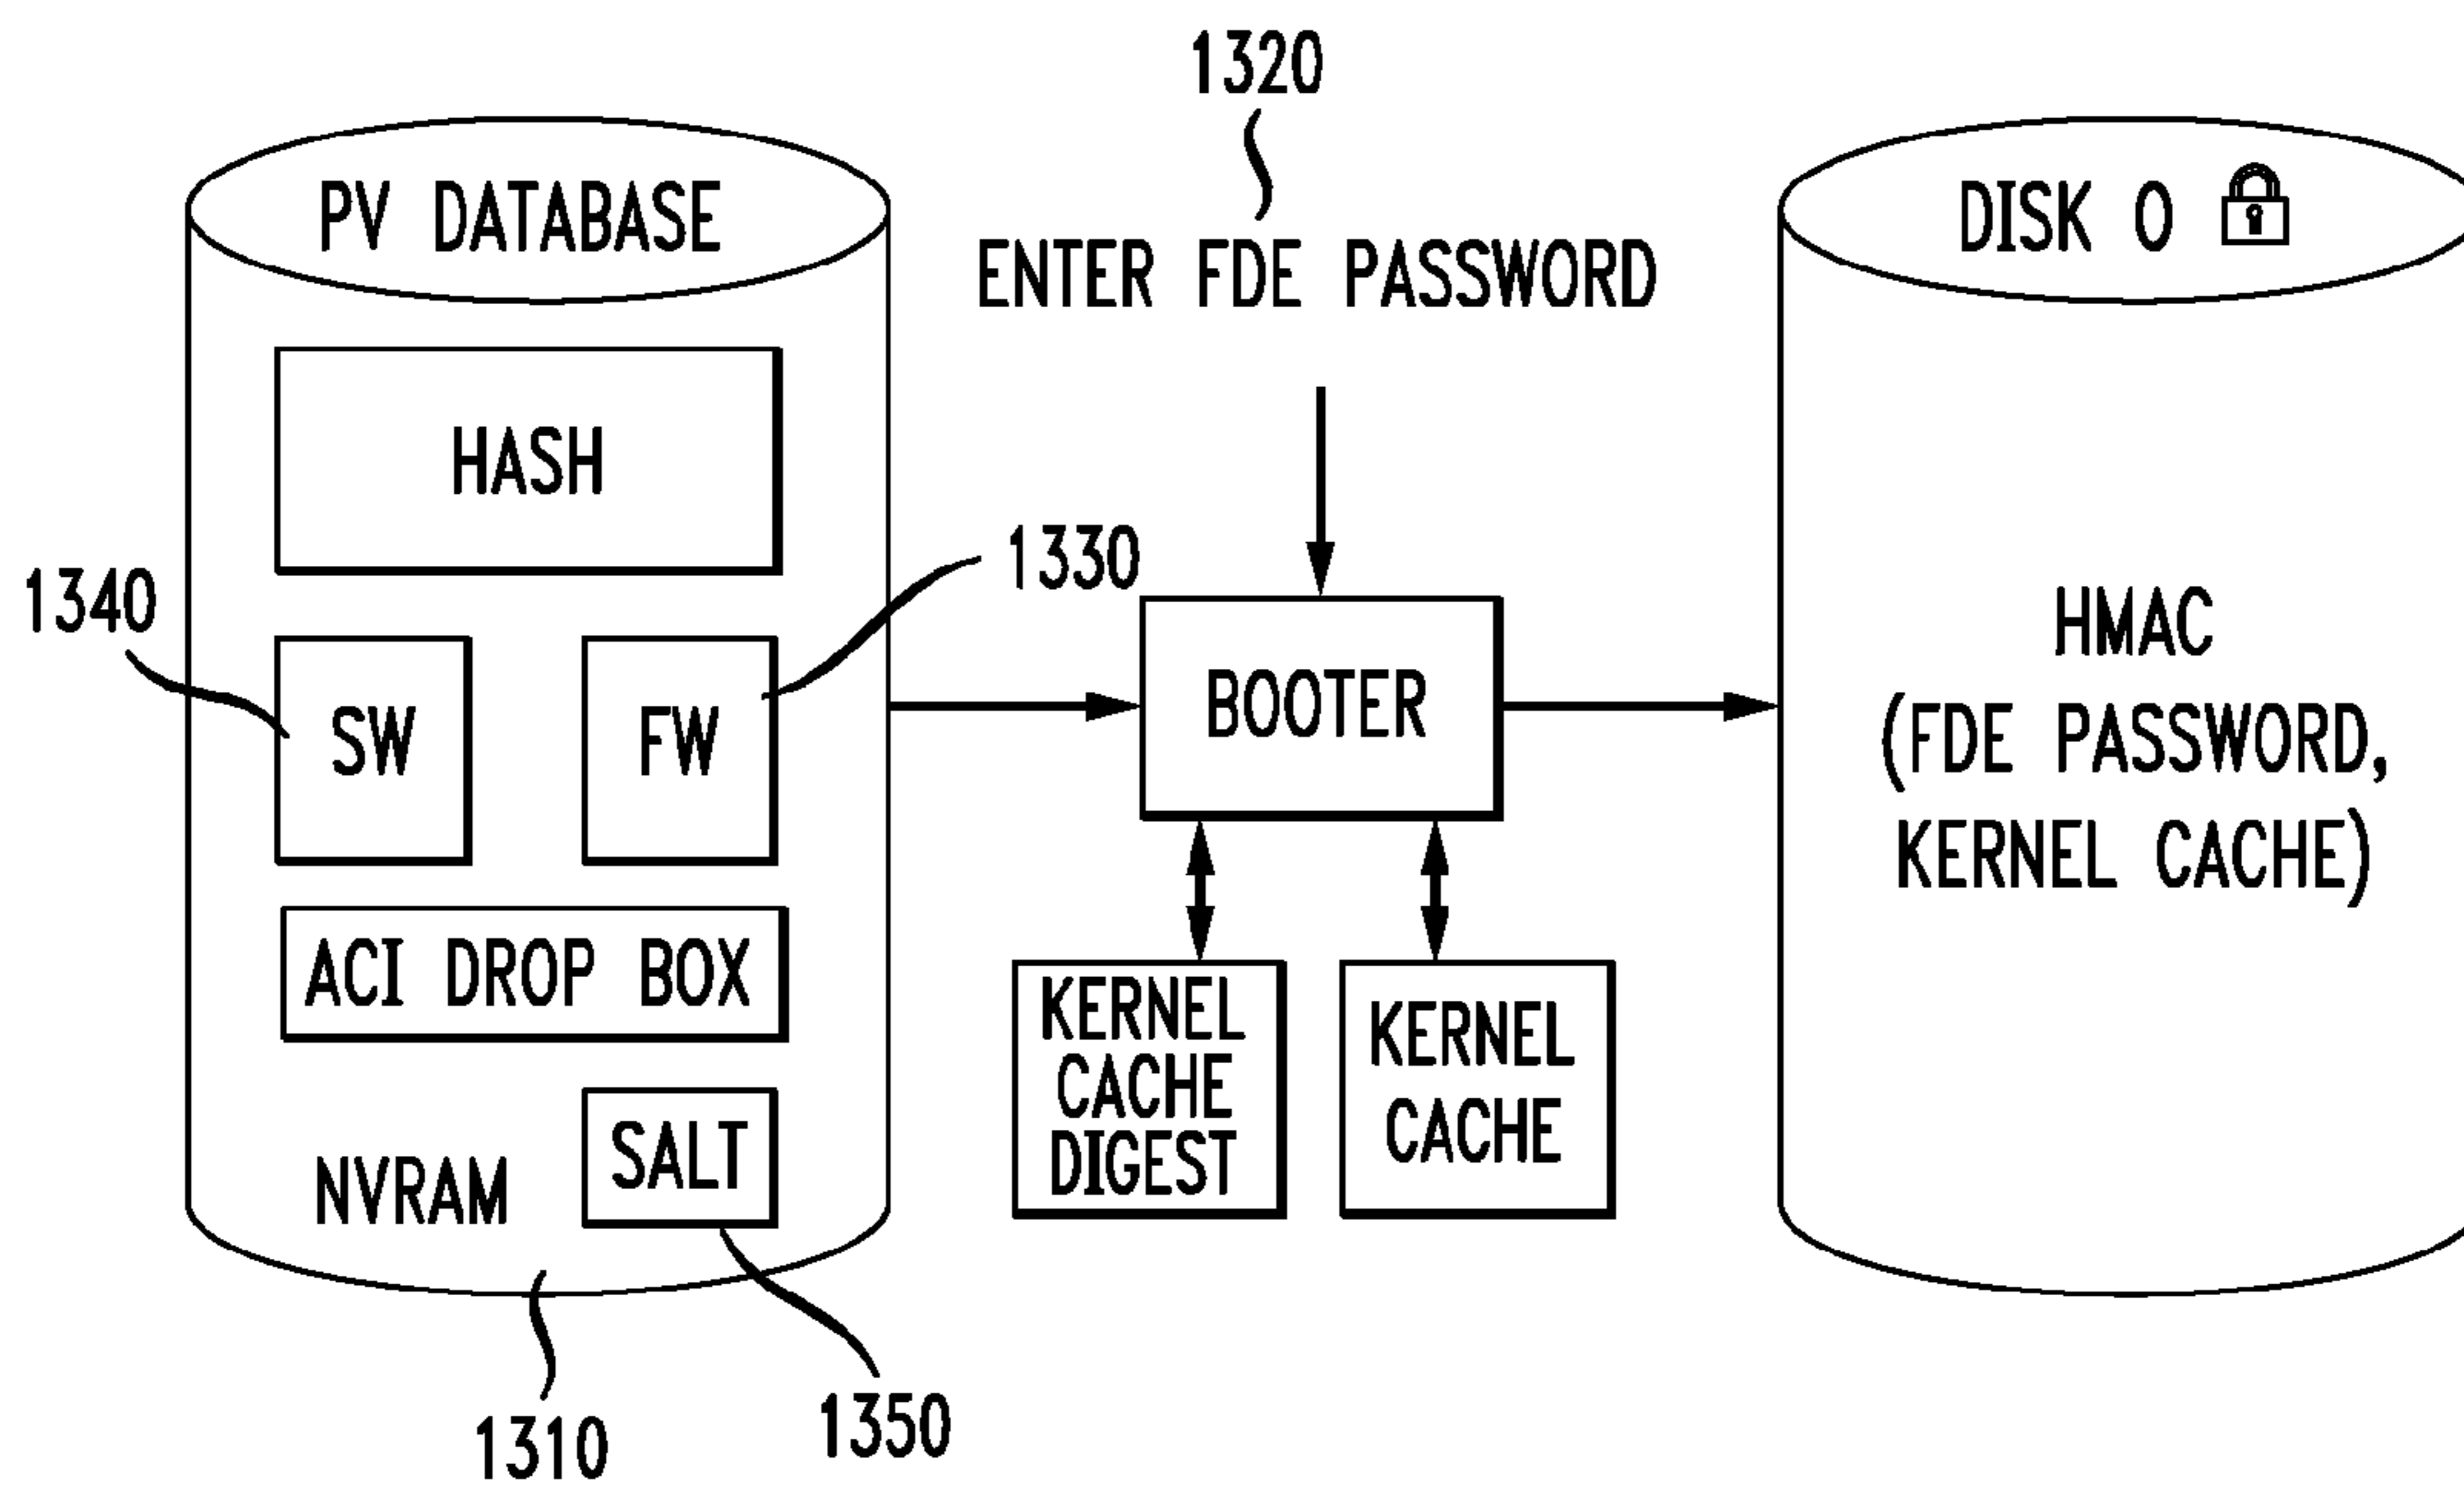 1320
PV DATABASE
ENTER FDE PASSWORD
DISK 0
HASH
1330
1340
SW
FW
BOOTER
HMAC
(FDE PASSWORD,
KERNEL CACHE)
ACI DROP BOX
KERNEL
CACHE
DIGEST
KERNEL
CACHE
SALT
NVRAM
1350
1310